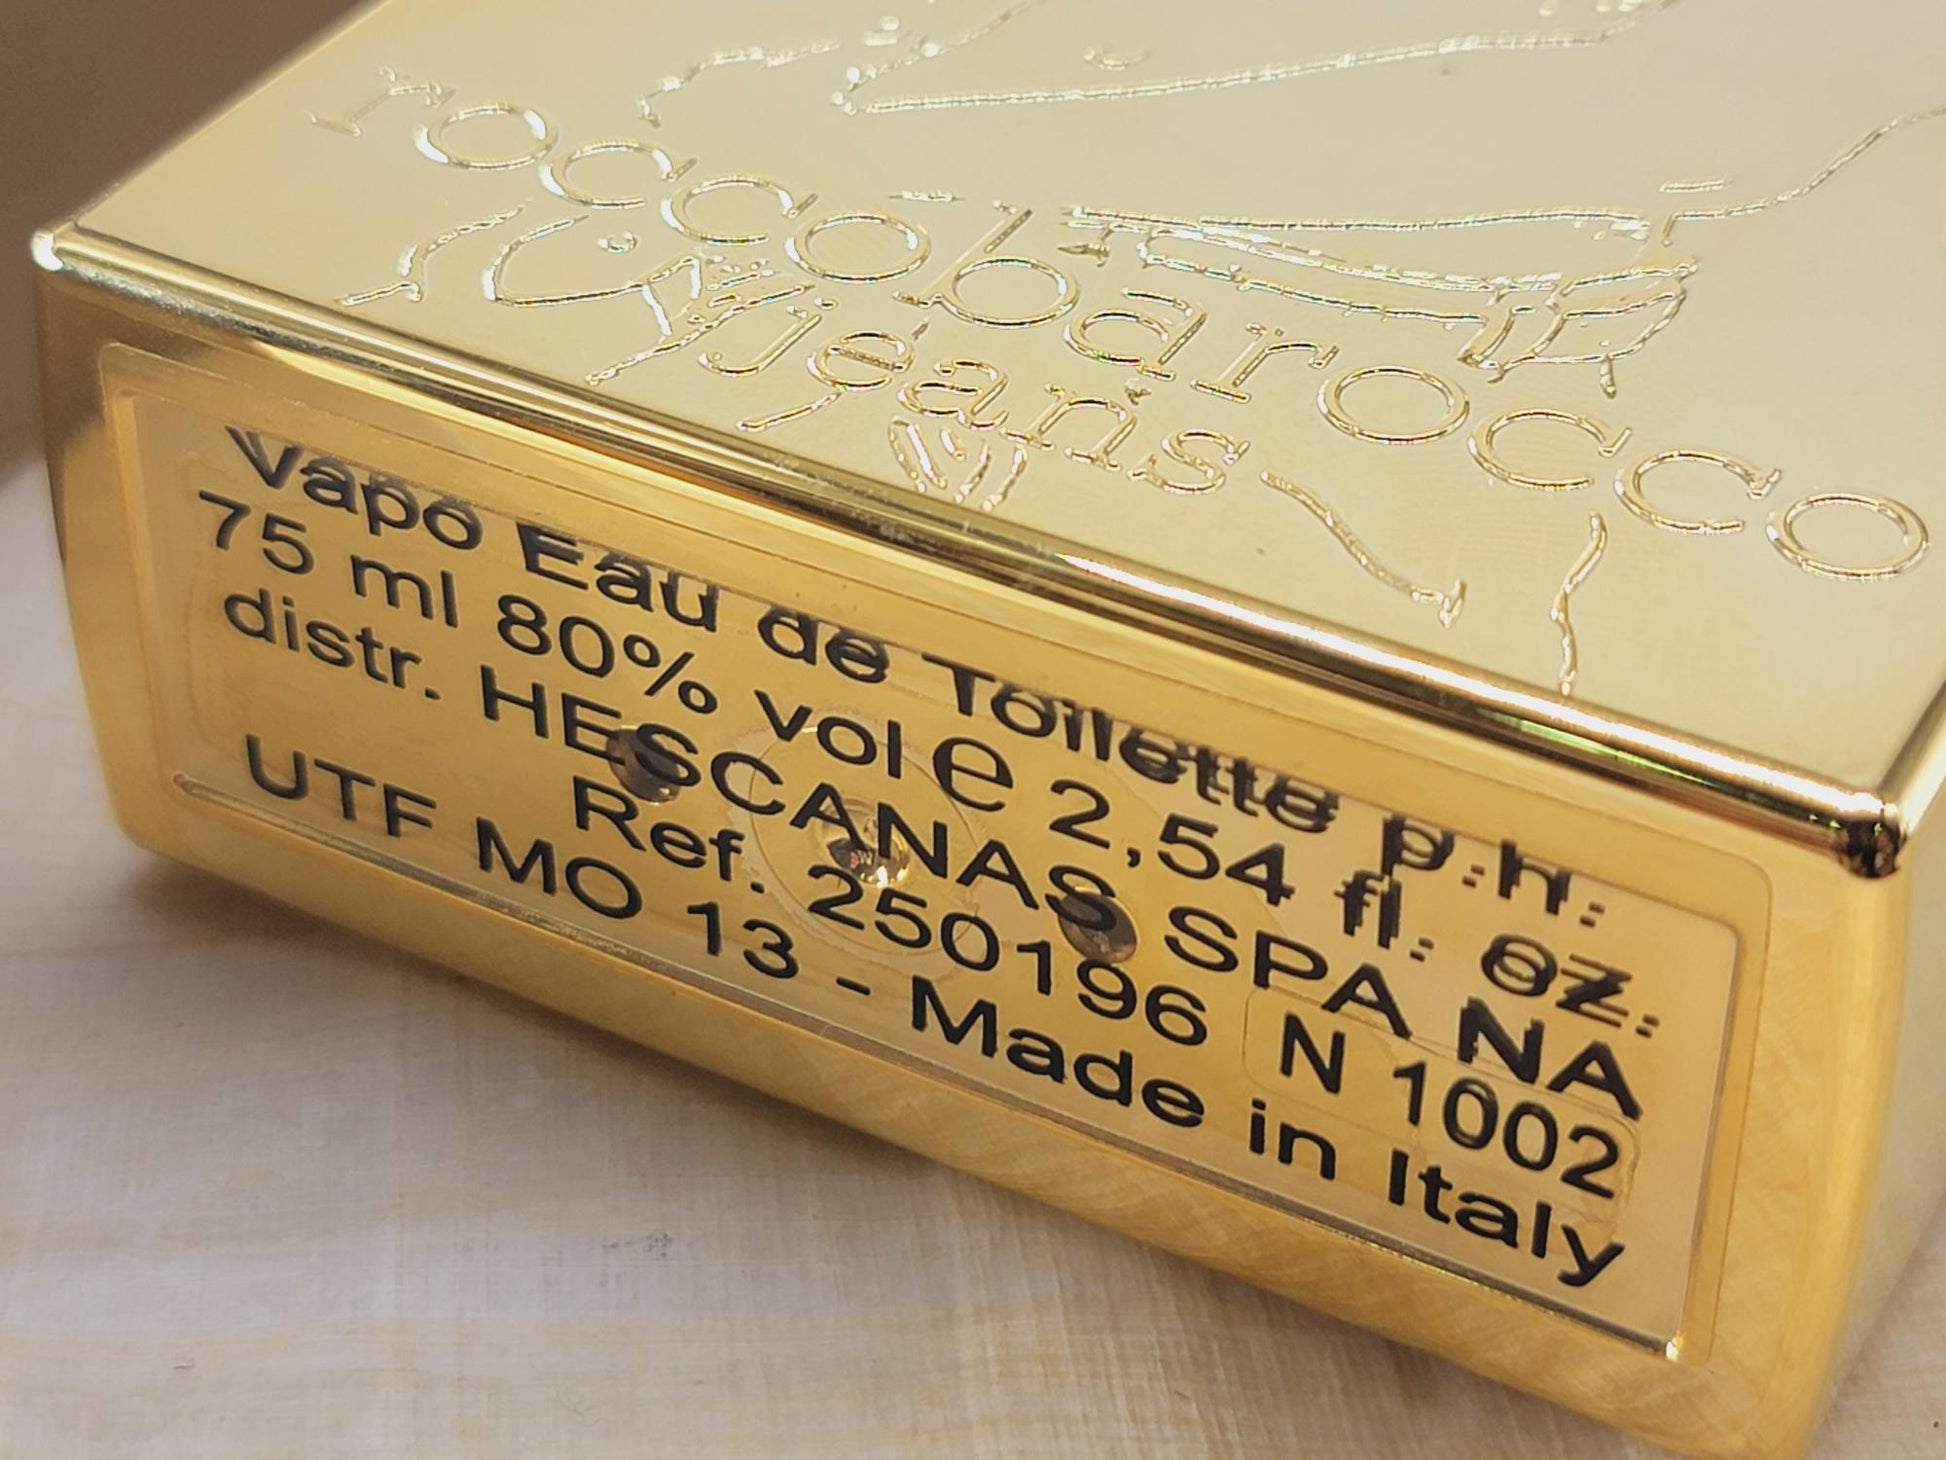 roccobarocco
jeans
Vapo Eau de Toilette p.h.
75 ml 80% vol e 2,54 fl. oz.
distr. HESCANAS SPA NA
Ref. 250196 N 1002
UTF MO 13 - Made in Italy